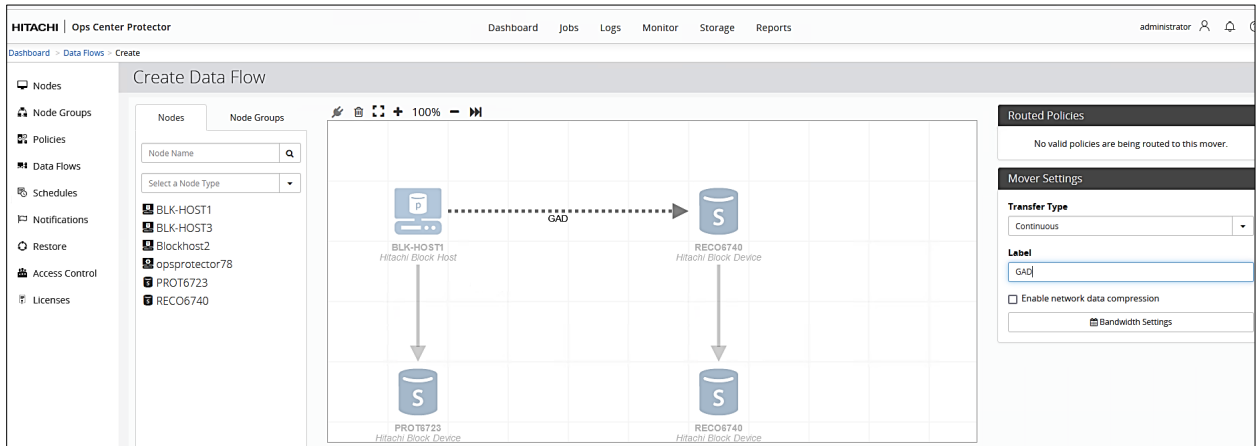 HITACHI | Ops Center Protector
Dashboard Jobs Logs Monitor Storage Reports
administrator
Dashboard > Data Flows > Create
Create Data Flow
Nodes
Node Groups
Policies
Data Flows
Schedules
Notifications
Restore
Access Control
Licenses
Nodes Node Groups
Node Name
Select a Node Type
BLK-HOST1
BLK-HOST3
Blockhost2
opsprotector78
PROT6723
RECO6740
100%
P
GAD
S
BLK-HOST1
Hitachi Block Host
RECO6740
Hitachi Block Device
S
PROT6723
Hitachi Block Device
S
RECO6740
Hitachi Block Device
Routed Policies
No valid policies are being routed to this mover.
Mover Settings
Transfer Type
Continuous
Label
GAD
Enable network data compression
Bandwidth Settings